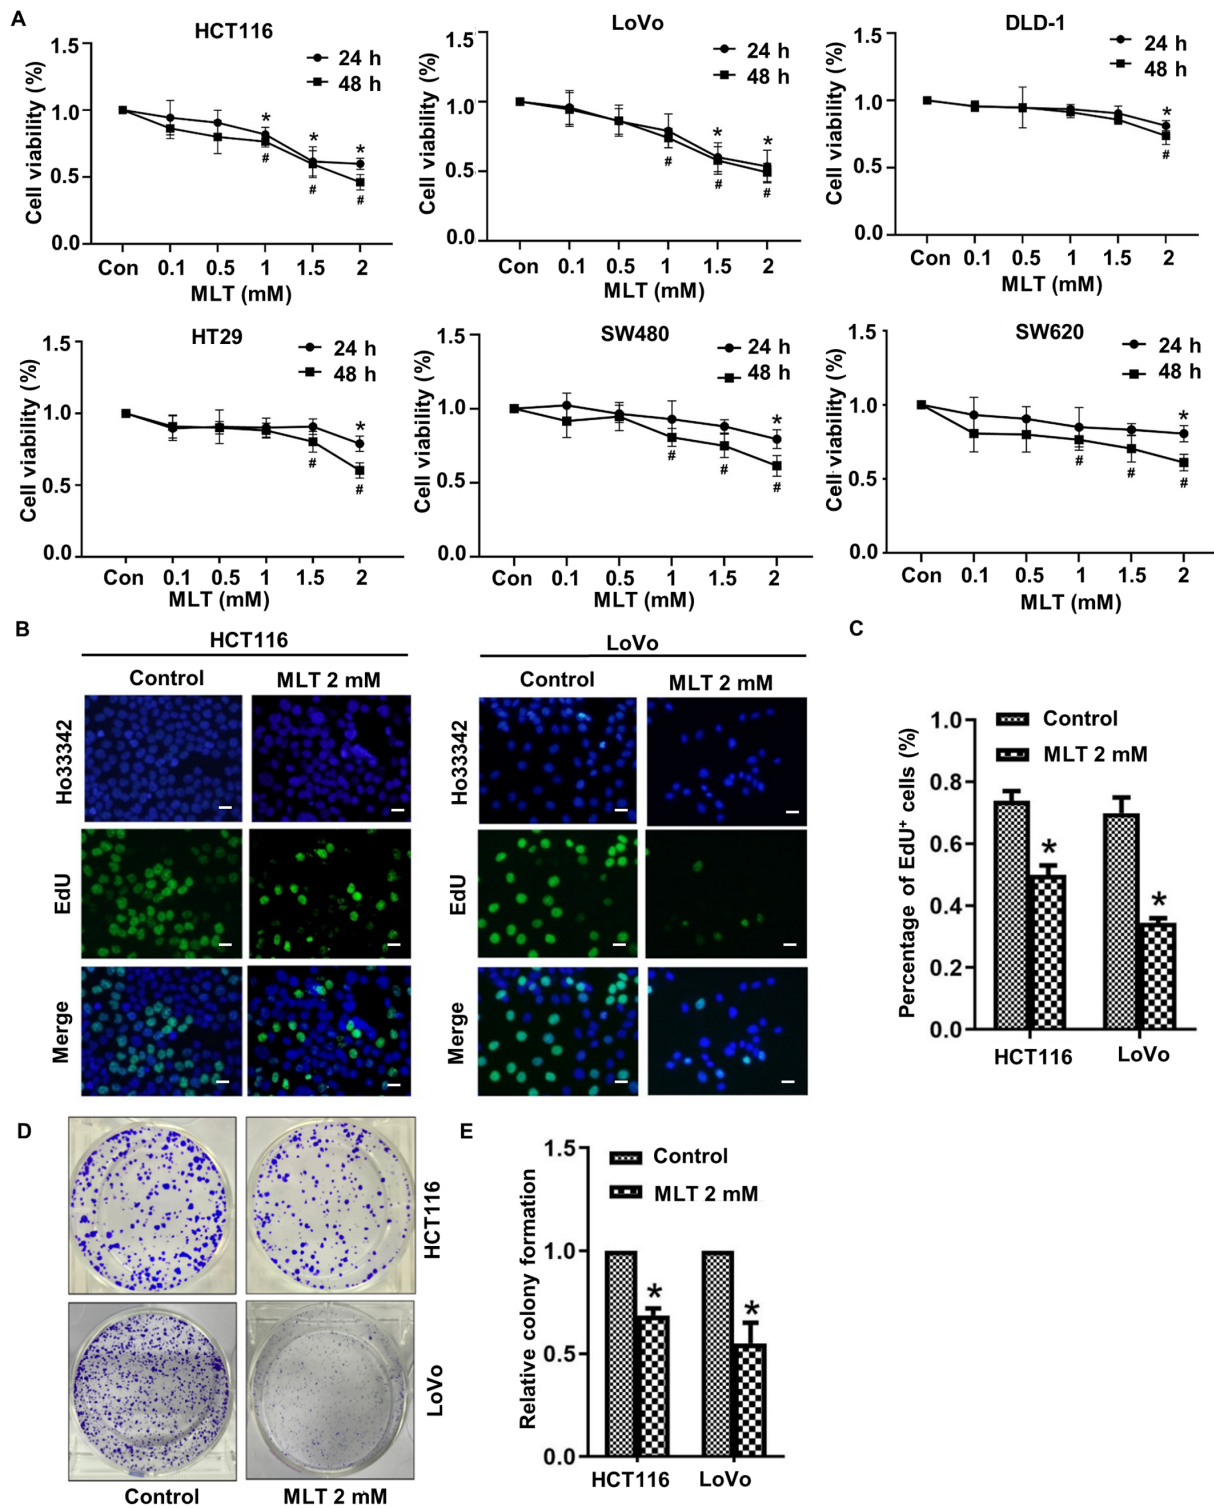 A
HCT116
1.5
1.0
0.5
0.0
Cell viability (%)
24 h
48 h
*
*
*
#
#
#
Con 0.1 0.5 1 1.5 2
MLT (mM)
LoVo
1.5
1.0
0.5
0.0
Cell viability (%)
24 h
48 h
*
*
#
#
#
Con 0.1 0.5 1 1.5 2
MLT (mM)
DLD-1
1.5
1.0
0.5
0.0
Cell viability (%)
24 h
48 h
*
#
Con 0.1 0.5 1 1.5 2
MLT (mM)
HT29
1.5
1.0
0.5
0.0
Cell viability (%)
24 h
48 h
*
#
#
Con 0.1 0.5 1 1.5 2
MLT (mM)
SW480
1.5
1.0
0.5
0.0
Cell viability (%)
24 h
48 h
*
#
#
#
Con 0.1 0.5 1 1.5 2
MLT (mM)
SW620
1.5
1.0
0.5
0.0
Cell viability (%)
24 h
48 h
*
#
#
#
Con 0.1 0.5 1 1.5 2
MLT (mM)
B
HCT116
Control MLT 2 mM
Ho33342
EdU
Merge
LoVo
Control MLT 2 mM
Ho33342
EdU
Merge
C
Percentage of EdU⁺ cells (%)
1.0
0.8
0.6
0.4
0.2
0.0
Control
MLT 2 mM
*
*
HCT116 LoVo
D
HCT116
LoVo
Control MLT 2 mM
E
Relative colony formation
1.5
1.0
0.5
0.0
Control
MLT 2 mM
*
*
HCT116 LoVo